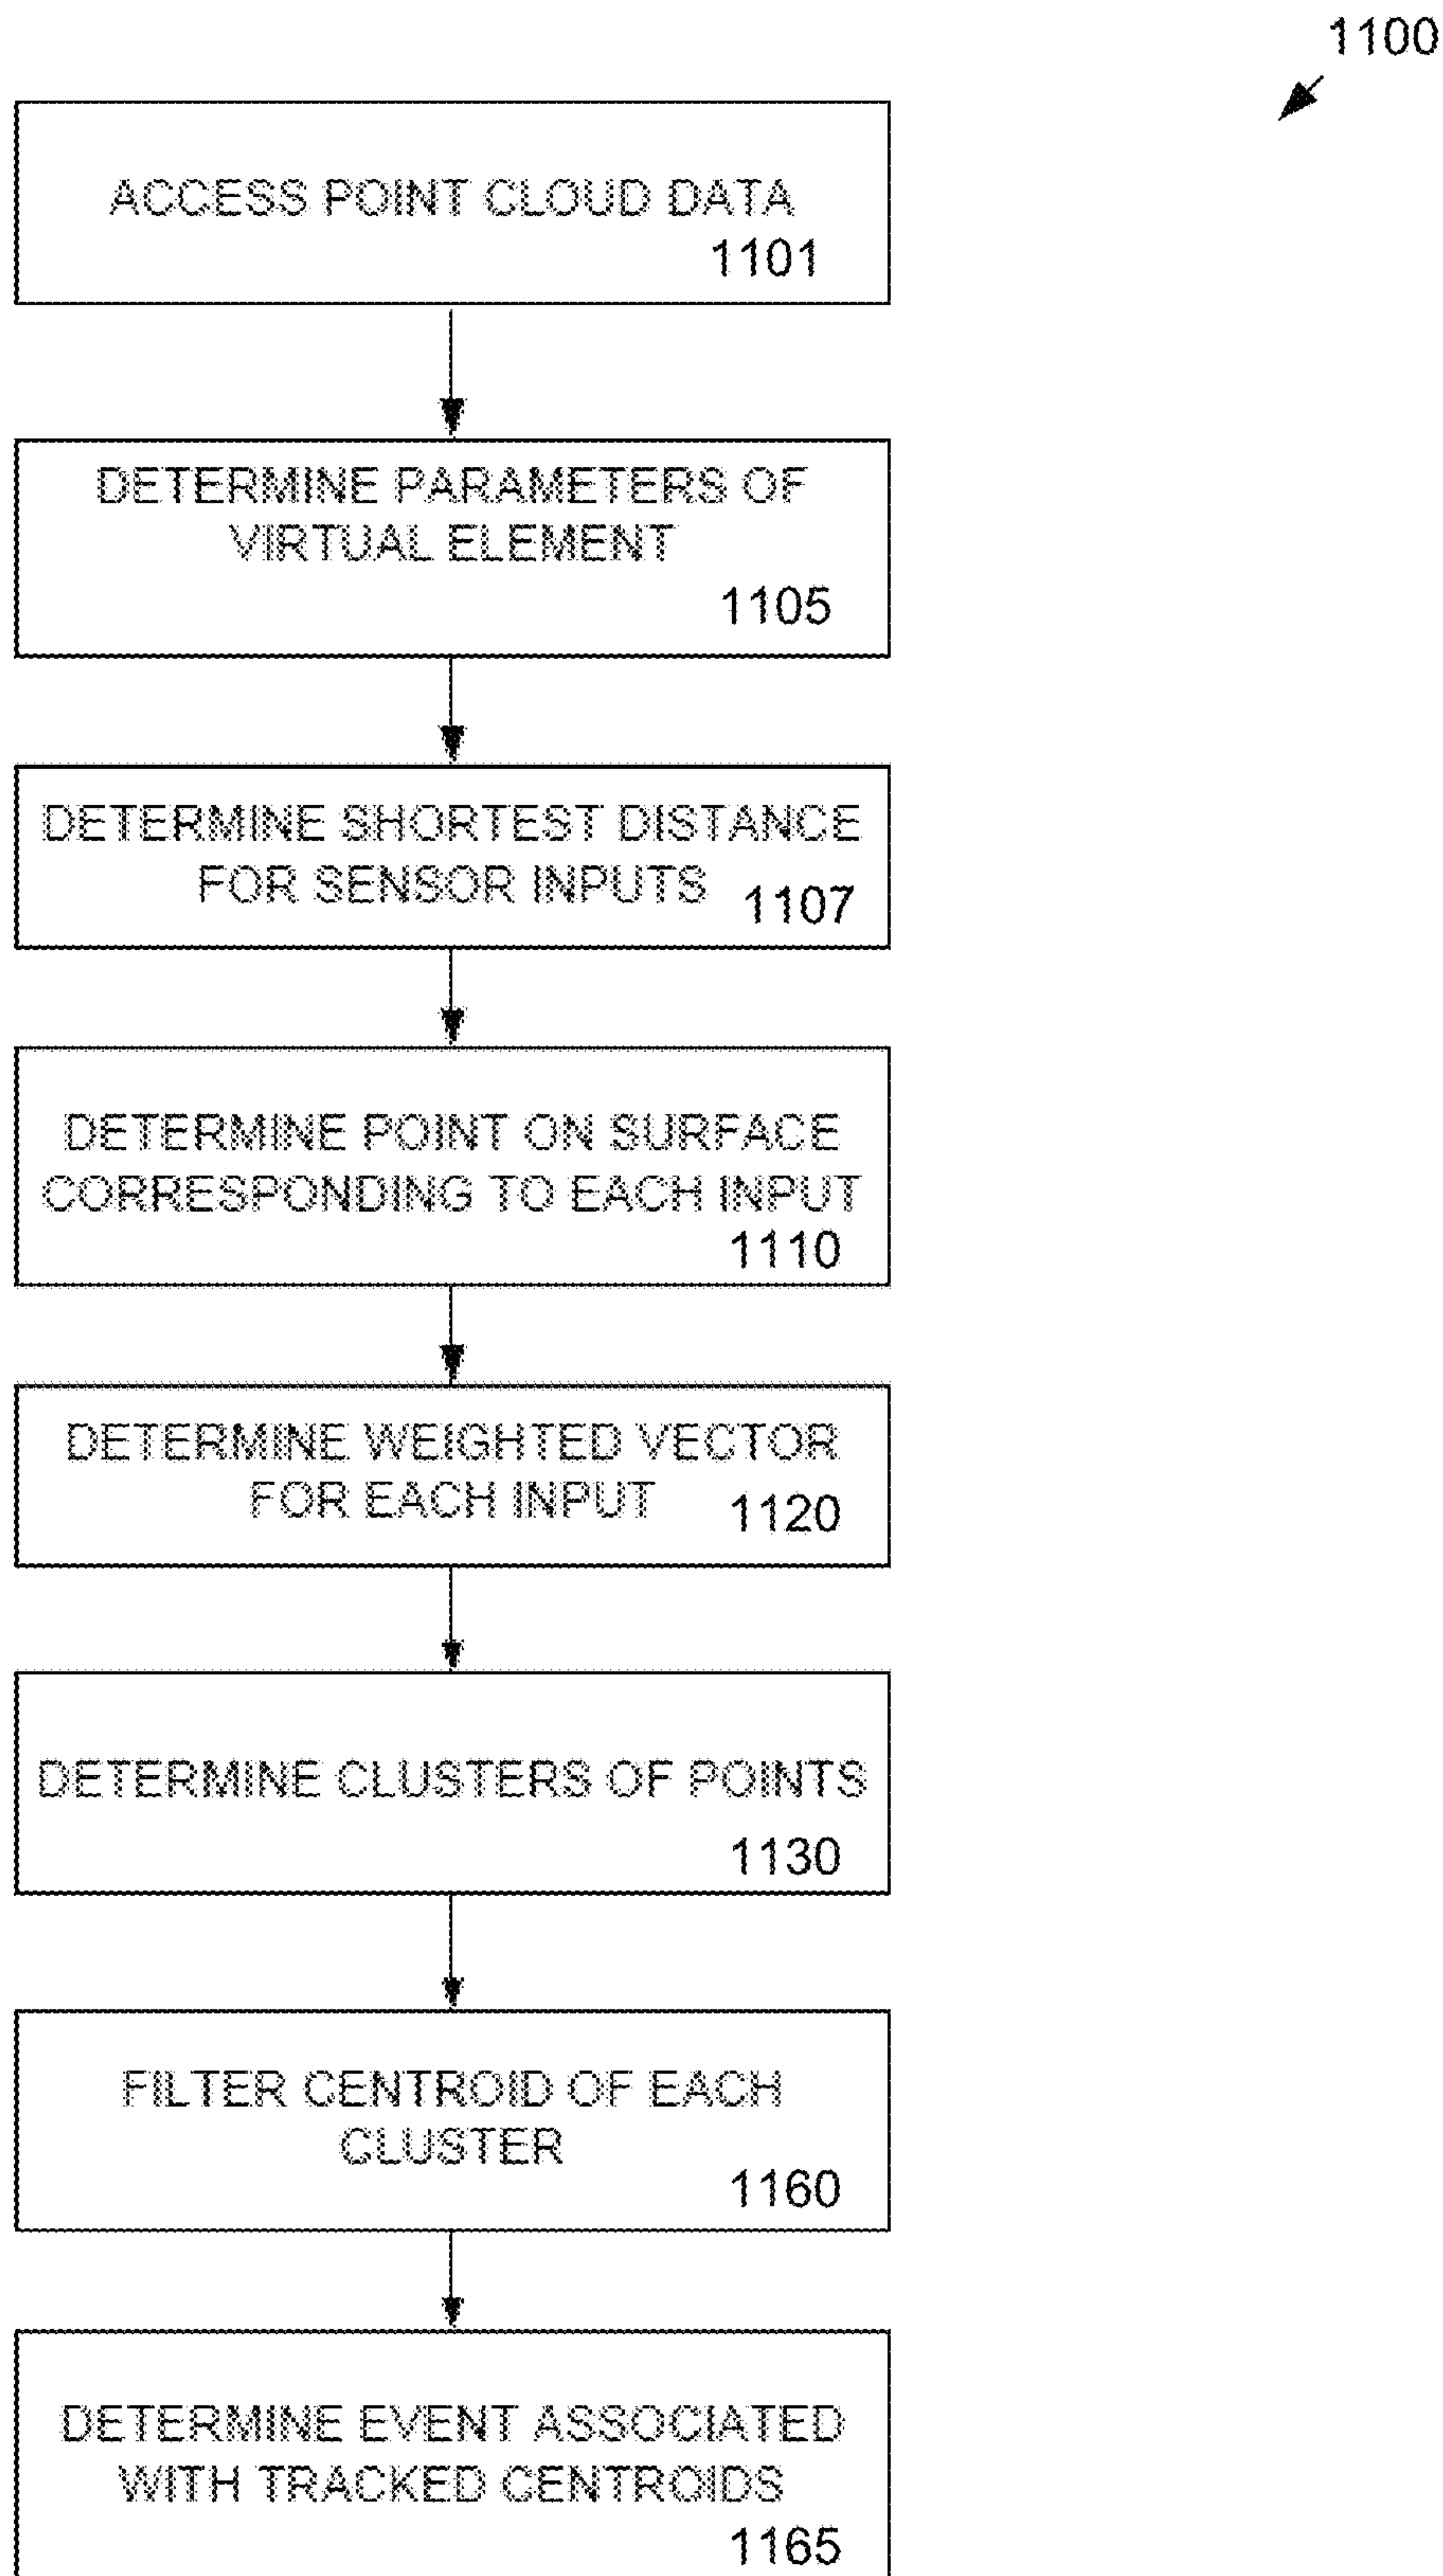 1100
ACCESS POINT CLOUD DATA
1101
DETERMINE PARAMETERS OF
VIRTUAL ELEMENT
1105
DETERMINE SHORTEST DISTANCE
FOR SENSOR INPUTS 1107
DETERMINE POINT ON SURFACE
CORRESPONDING TO EACH INPUT
1110
DETERMINE WEIGHTED VECTOR
FOR EACH INPUT 1120
DETERMINE CLUSTERS OF POINTS
1130
FILTER CENTROID OF EACH
CLUSTER
1160
DETERMINE EVENT ASSOCIATED
WITH TRACKED CENTROIDS
1165